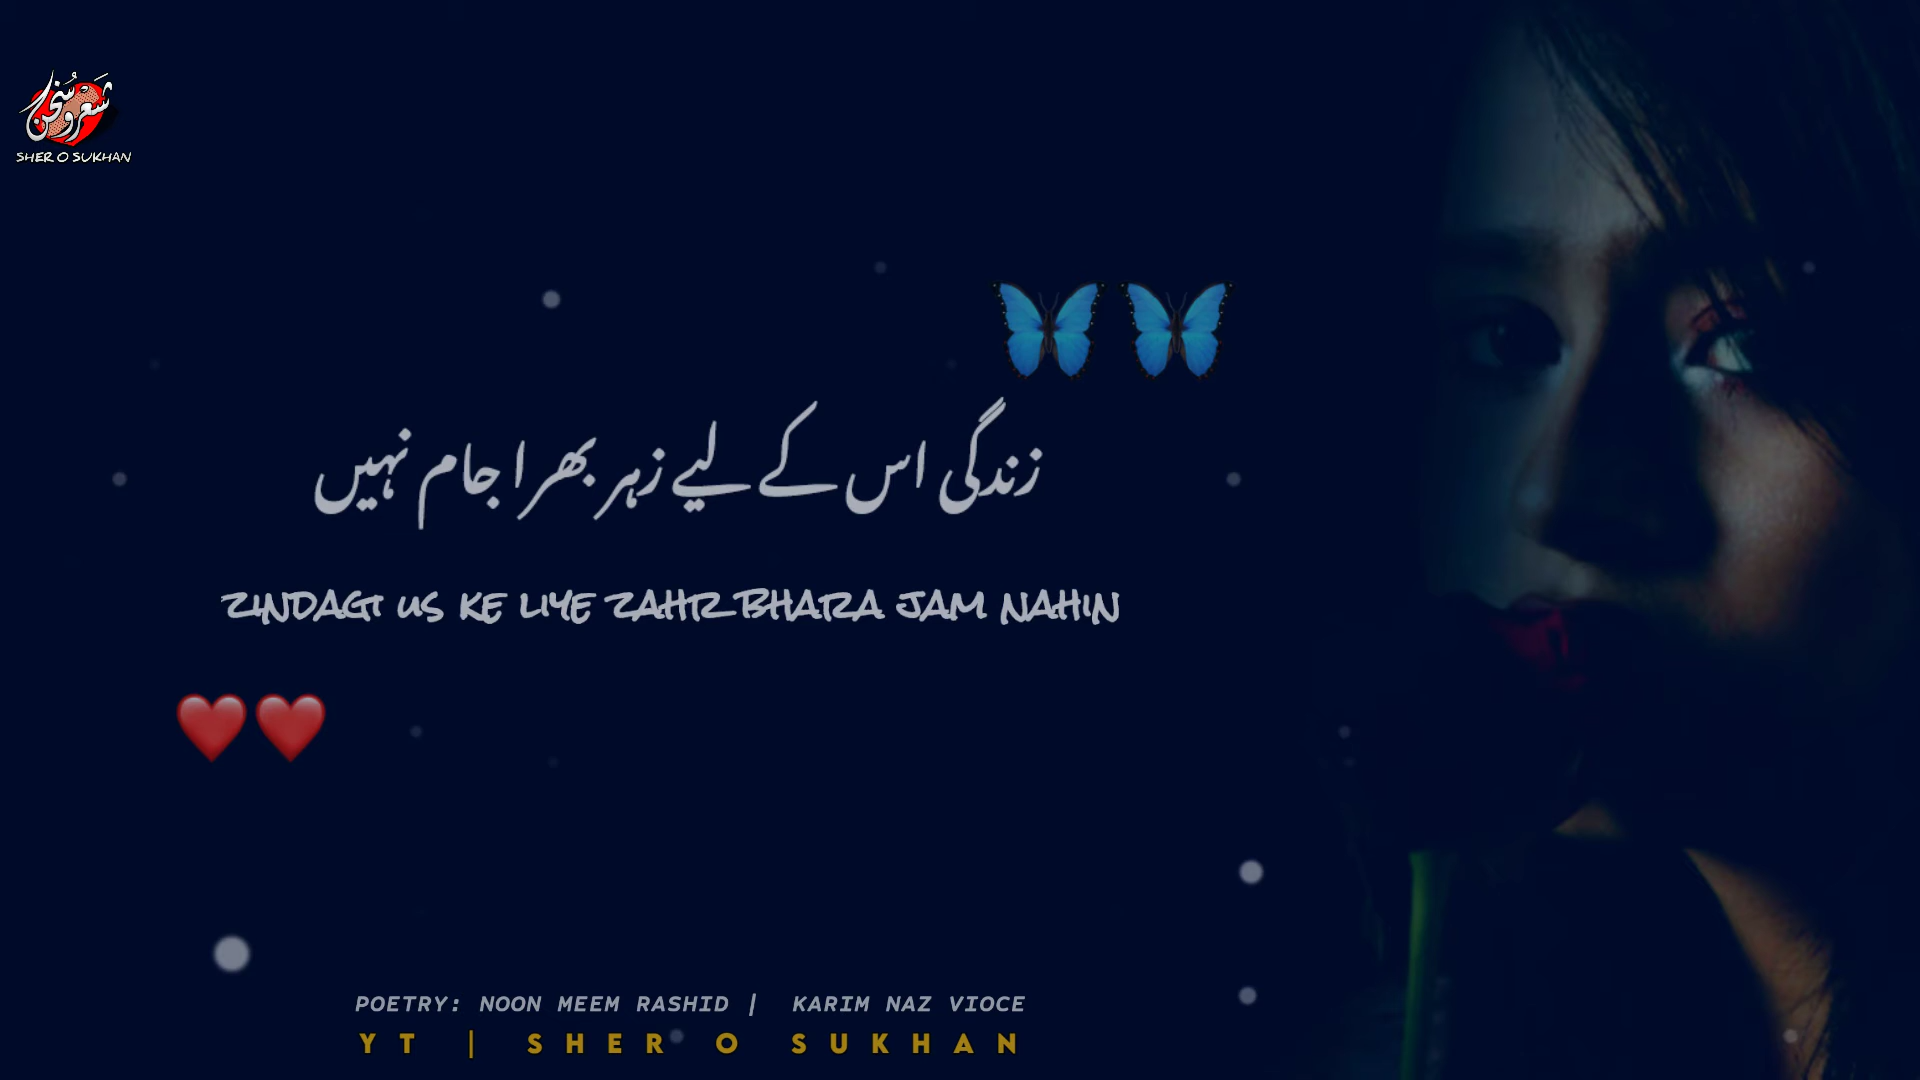 شعر و سخن
SHER O SUKHAN
زندگی اس کے لیے زہر بھرا جام نہیں
ZINDAGI US KE LIYE ZAHR BHARA JAM NAHIN
POETRY: NOON MEEM RASHID | KARIM NAZ VIOCE
YT | SHER O SUKHAN